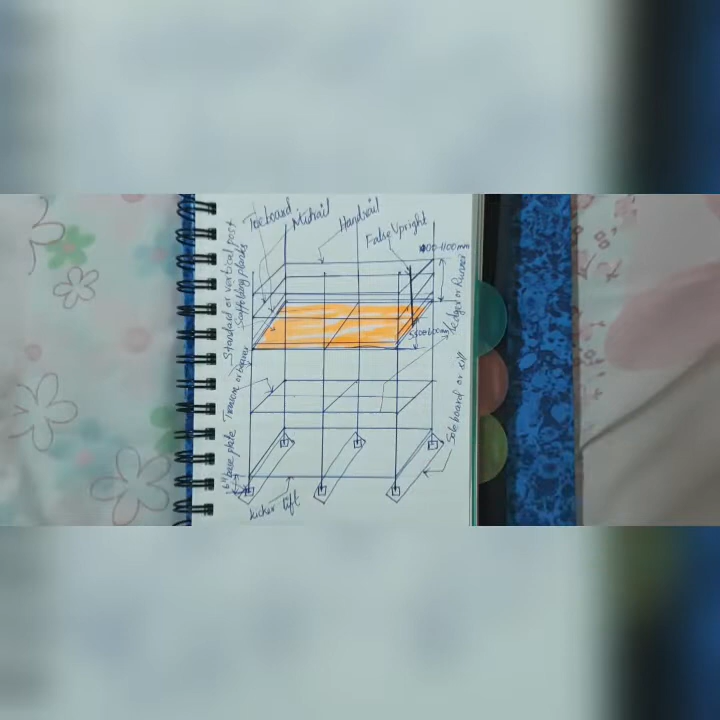 Toeboard
Midrail
Handrail
False Upright
1100mm
Standard or vertical post
Scaffolding planks
Ledger or Runner
Transom or bearer
Sole board or sill
6" base plate
kicker lift